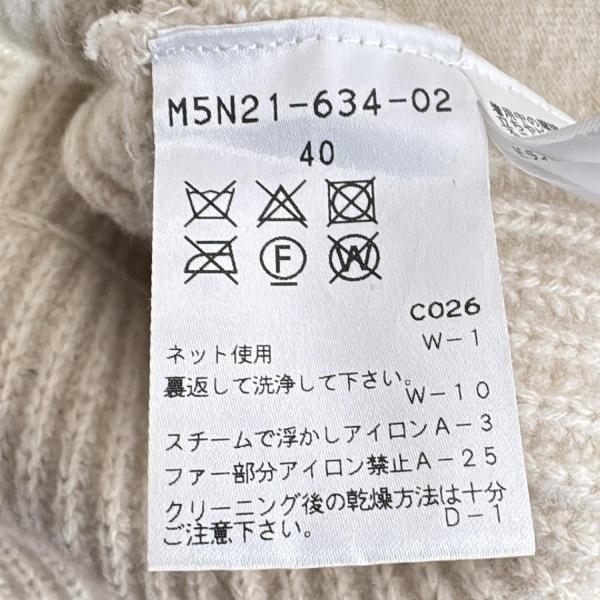 M5N21-634-02
40
F
W
C026
W-1
ネット使用
裏返して洗浄して下さい。
W-10
スチームで浮かしアイロンA-3
ファー部分アイロン禁止A-25
クリーニング後の乾燥方法は十分
ご注意下さい。
D-1